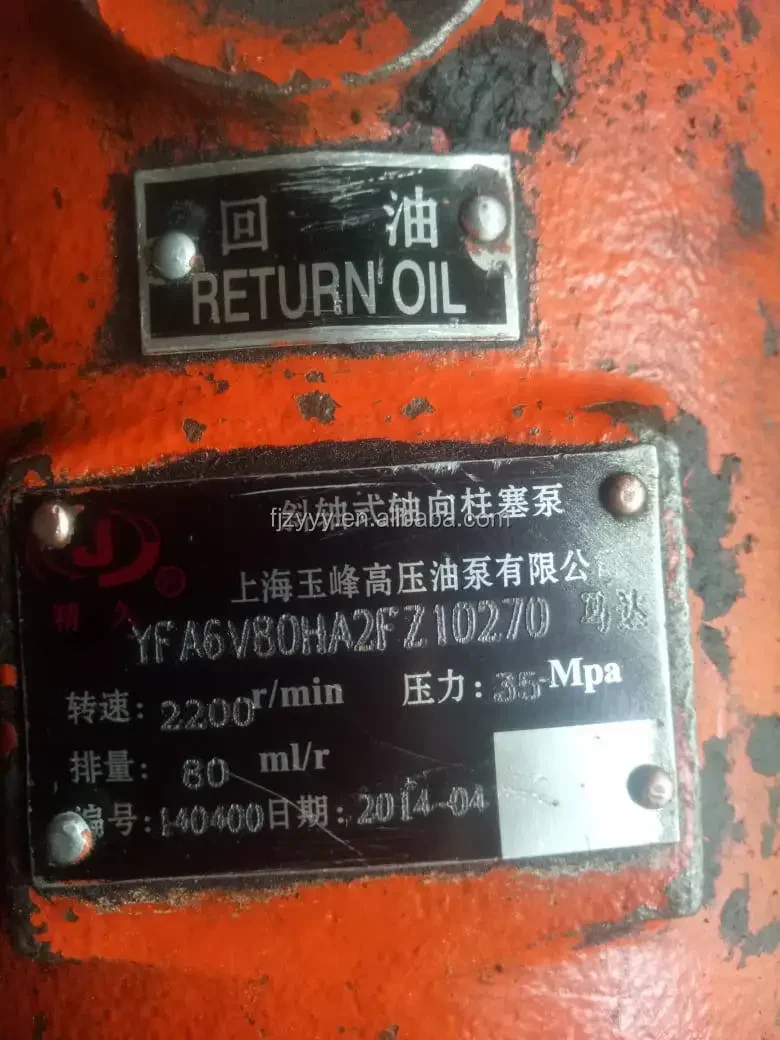 回 油
RETURN OIL
斜轴式轴向柱塞泵
fjzyyy.en.alibaba.com
上海玉峰高压油泵有限公
精久
YFA6V80HA2FZ10270 马达
转速: 2200 r/min 压力: 35 Mpa
排量: 80 ml/r
编号: 140400 日期: 2014-04